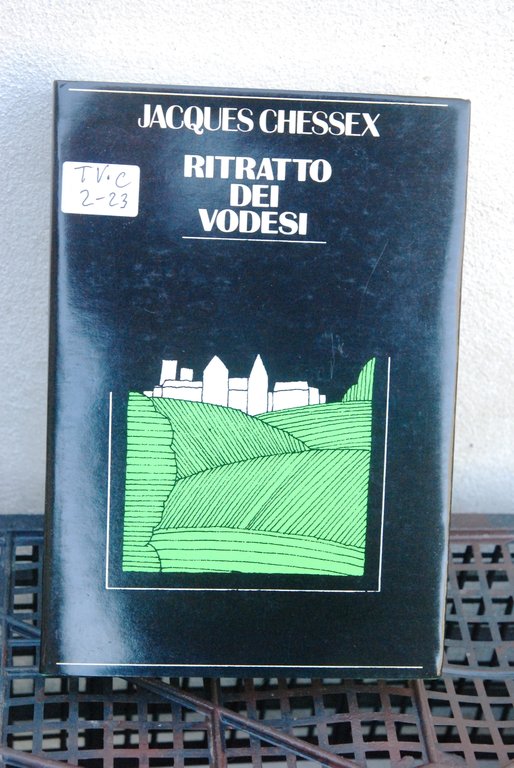 JACQUES CHESSEX
RITRATTO
DEI
VODESI
TV.C
2-23